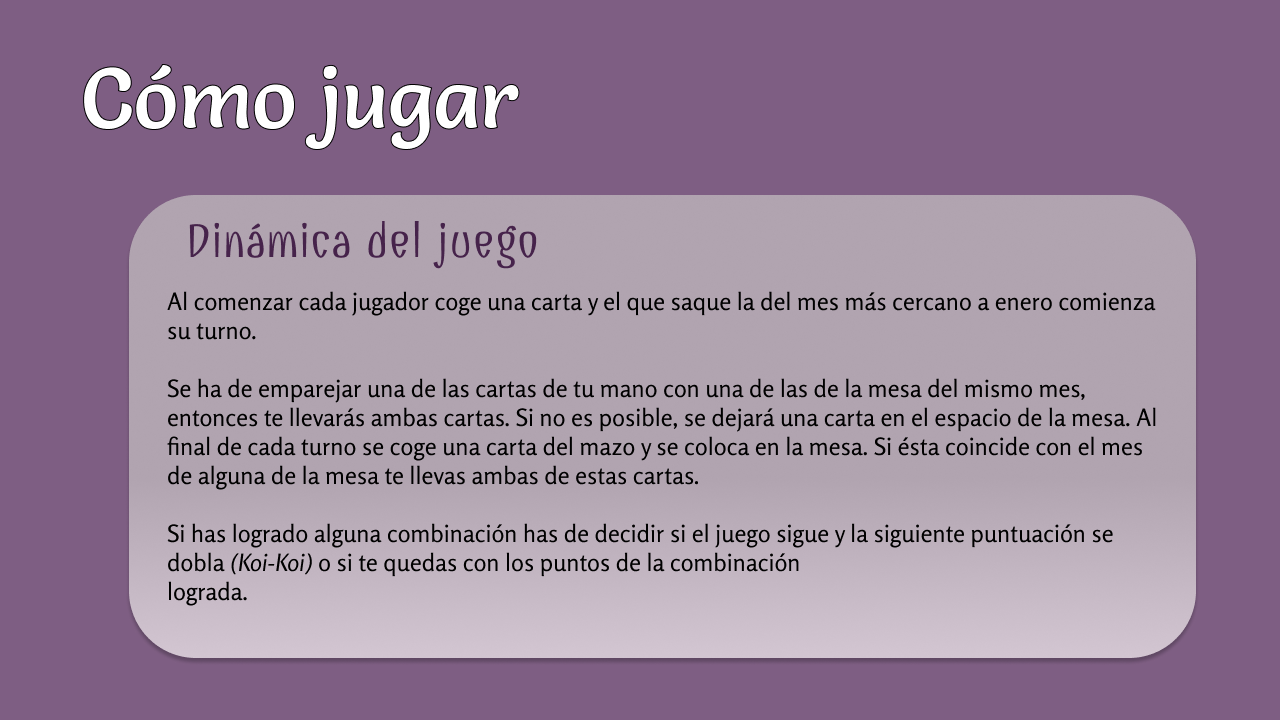 Cómo jugar
Dinámica del juego
Al comenzar cada jugador coge una carta y el que saque la del mes más cercano a enero comienza
su turno.
Se ha de emparejar una de las cartas de tu mano con una de las de la mesa del mismo mes,
entonces te llevarás ambas cartas. Si no es posible, se dejará una carta en el espacio de la mesa. Al
final de cada turno se coge una carta del mazo y se coloca en la mesa. Si ésta coincide con el mes
de alguna de la mesa te llevas ambas de estas cartas.
Si has logrado alguna combinación has de decidir si el juego sigue y la siguiente puntuación se
dobla (Koi-Koi) o si te quedas con los puntos de la combinación
lograda.